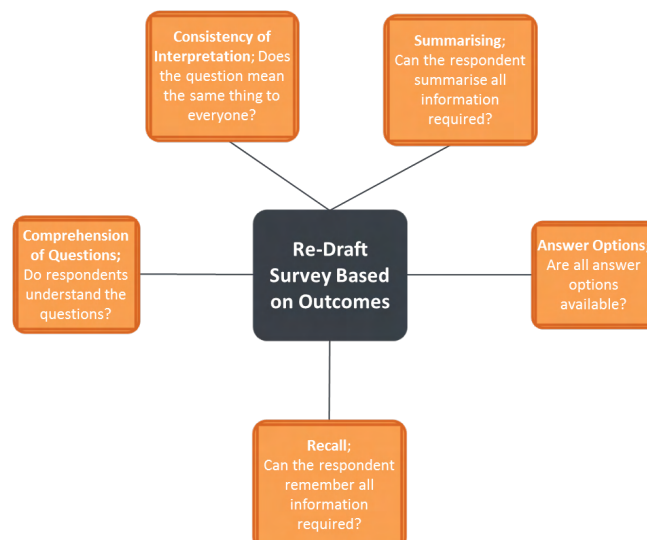 Consistency of
Interpretation; Does
the question mean
the same thing to
everyone?
Summarising;
Can the respondent
summarise all
information
required?
Comprehension
of Questions;
Do respondents
understand the
questions?
Re-Draft
Survey Based
on Outcomes
Answer Options;
Are all answer
options
available?
Recall;
Can the respondent
remember all
information
required?